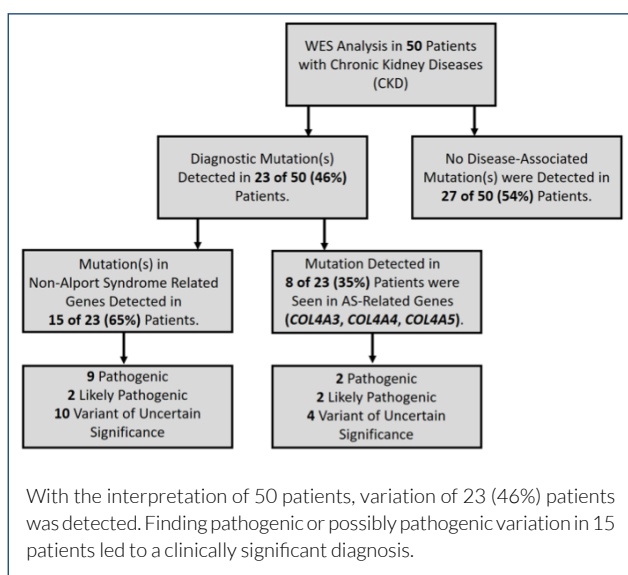 WES Analysis in 50 Patients
with Chronic Kidney Diseases
(CKD)
Diagnostic Mutation(s)
Detected in 23 of 50 (46%)
Patients.
No Disease-Associated
Mutation(s) were Detected in
27 of 50 (54%) Patients.
Mutation(s) in
Non-Alport Syndrome Related
Genes Detected in
15 of 23 (65%) Patients.
Mutation Detected in
8 of 23 (35%) Patients were
Seen in AS-Related Genes
(COL4A3, COL4A4, COL4A5).
9 Pathogenic
2 Likely Pathogenic
10 Variant of Uncertain
Significance
2 Pathogenic
2 Likely Pathogenic
4 Variant of Uncertain
Significance
With the interpretation of 50 patients, variation of 23 (46%) patients
was detected. Finding pathogenic or possibly pathogenic variation in 15
patients led to a clinically significant diagnosis.